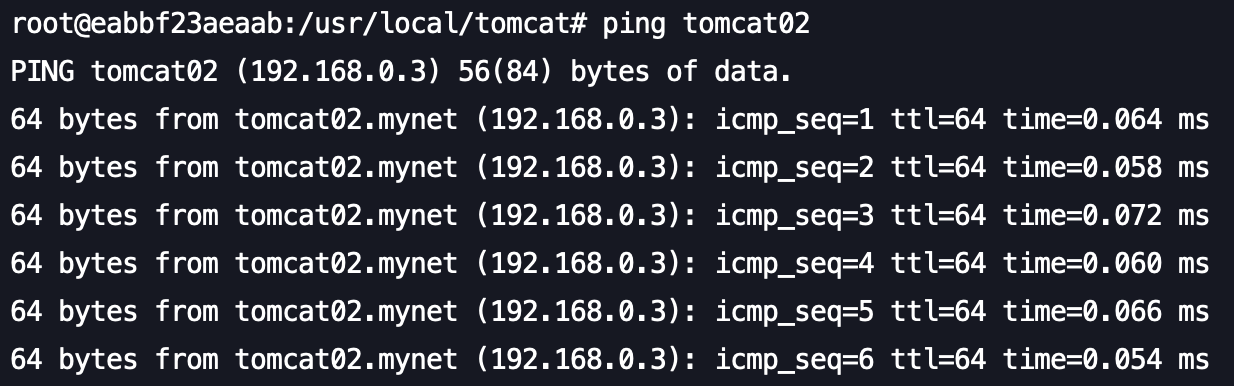 root@eabbf23aeaab:/usr/local/tomcat# ping tomcat02
PING tomcat02 (192.168.0.3) 56(84) bytes of data.
64 bytes from tomcat02.mynet (192.168.0.3): icmp_seq=1 ttl=64 time=0.064 ms
64 bytes from tomcat02.mynet (192.168.0.3): icmp_seq=2 ttl=64 time=0.058 ms
64 bytes from tomcat02.mynet (192.168.0.3): icmp_seq=3 ttl=64 time=0.072 ms
64 bytes from tomcat02.mynet (192.168.0.3): icmp_seq=4 ttl=64 time=0.060 ms
64 bytes from tomcat02.mynet (192.168.0.3): icmp_seq=5 ttl=64 time=0.066 ms
64 bytes from tomcat02.mynet (192.168.0.3): icmp_seq=6 ttl=64 time=0.054 ms